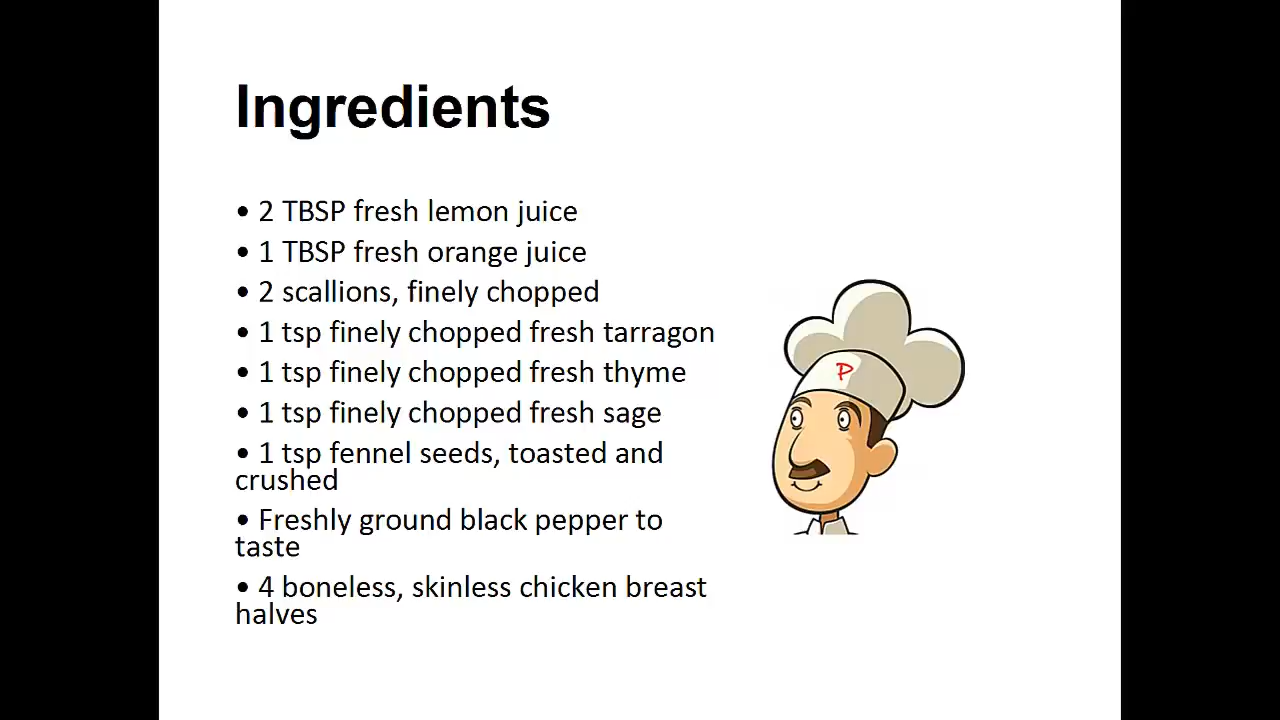 Ingredients
• 2 TBSP fresh lemon juice
• 1 TBSP fresh orange juice
• 2 scallions, finely chopped
• 1 tsp finely chopped fresh tarragon
• 1 tsp finely chopped fresh thyme
• 1 tsp finely chopped fresh sage
• 1 tsp fennel seeds, toasted and
crushed
• Freshly ground black pepper to
taste
• 4 boneless, skinless chicken breast
halves
P